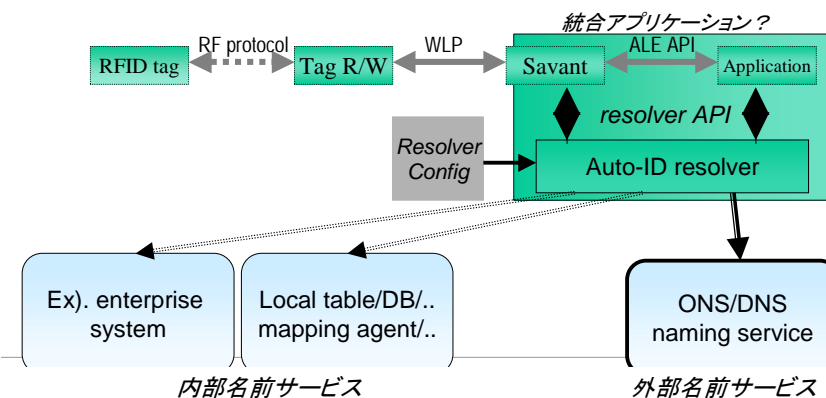 統合アプリケーション？
RF protocol
WLP
ALE API
RFID tag
Tag R/W
Savant
Application
resolver API
Resolver
Config
Auto-ID resolver
Ex). enterprise
system
Local table/DB/..
mapping agent/..
ONS/DNS
naming service
内部名前サービス
外部名前サービス